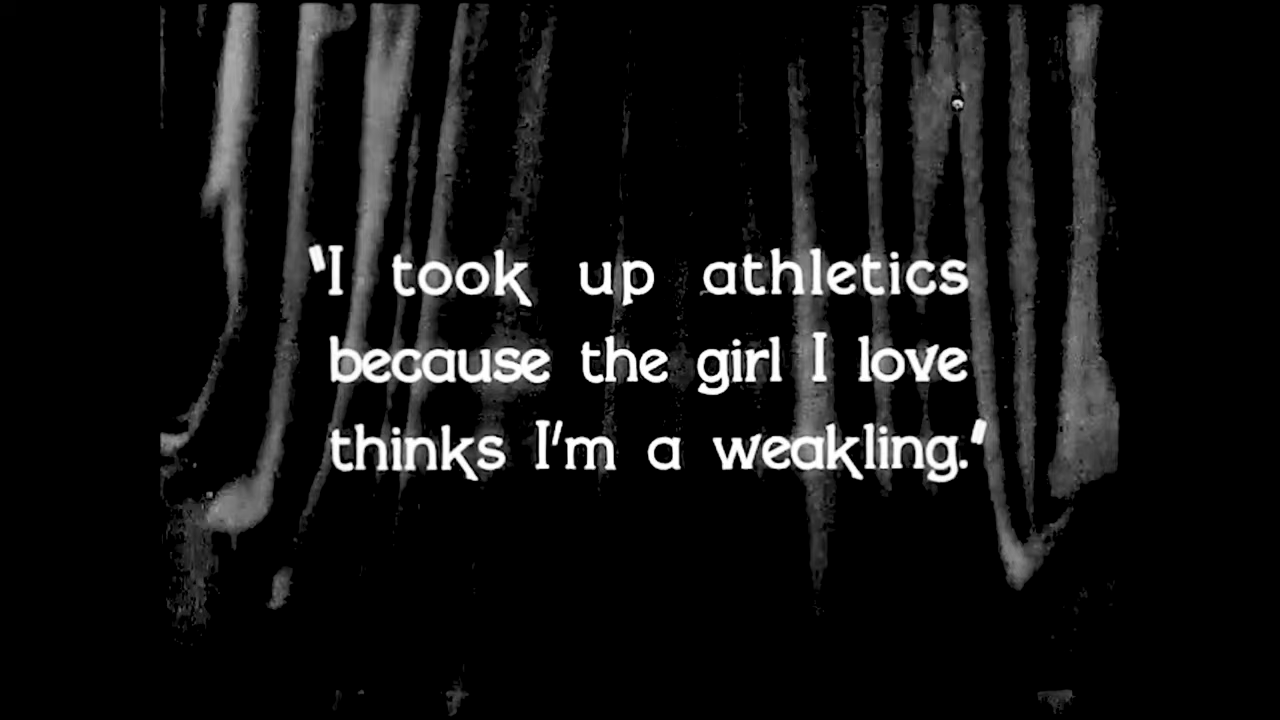 "I took up athletics
because the girl I love
thinks I'm a weakling."